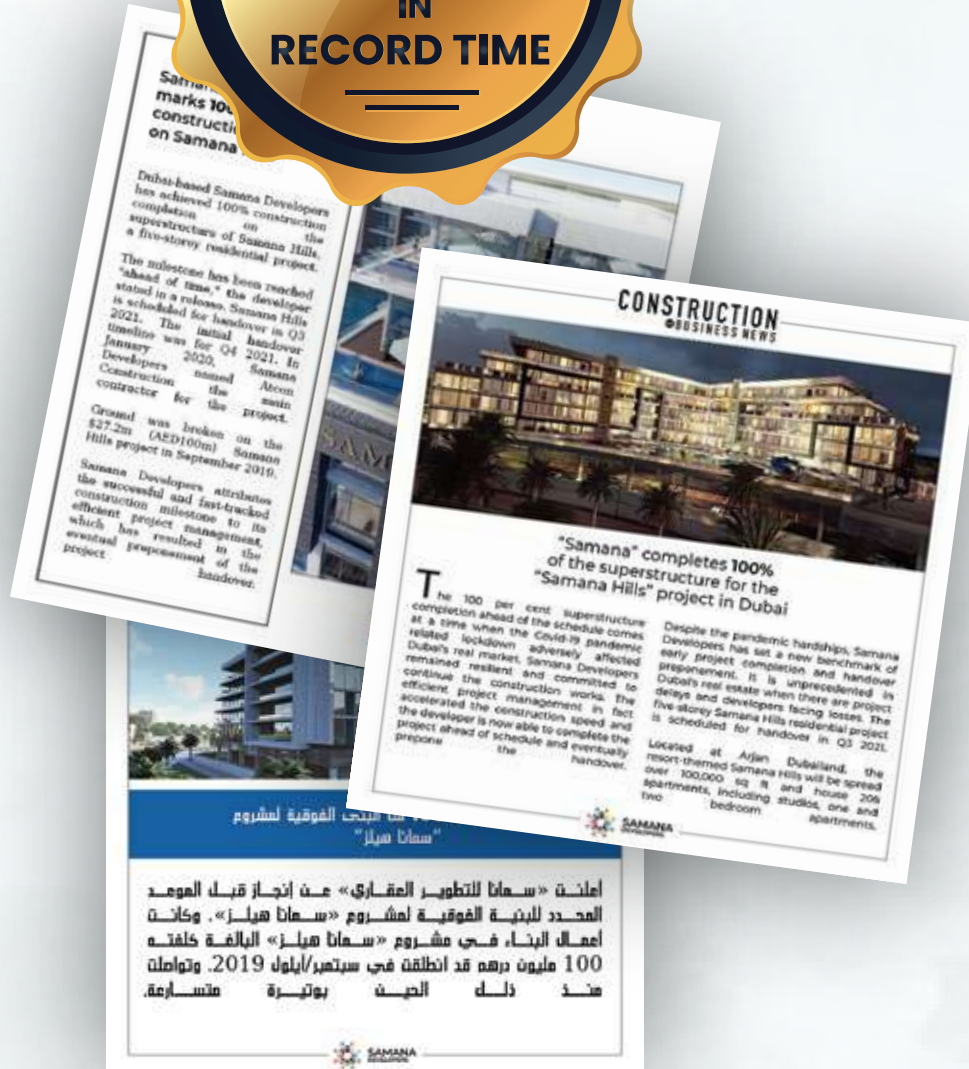 IN
RECORD TIME
marks
constructi
on Samana
Dubai-based Samana Developers
has achieved 100% construction
completion on the
superstructure of Samana Hills,
a five-storey residential project.
The milestone has been reached
"ahead of time," the developer
stated in a release. Samana Hills
is scheduled for handover in Q3
2021. The initial handover
timeline was for Q4 2021. In
January 2020, Samana
Developers named Atcon
Construction the main
contractor for the project.
Ground was broken on the
$27.2m (AED100m) Samana
Hills project in September 2019.
Samana Developers attributes
the successful and fast-tracked
construction milestone to its
efficient project management,
which has resulted in the
eventual preponement of the
project handover.
SAM
CONSTRUCTION
BUSINESS NEWS
"Samana" completes 100%
of the superstructure for the
"Samana Hills" project in Dubai
The 100 per cent superstructure
completion ahead of the schedule comes
at a time when the Covid-19 pandemic
related lockdown adversely affected
Dubai's real market. Samana Developers
remained resilient and committed to
continue the construction works. The
efficient project management in fact
accelerated the construction speed and
the developer is now able to complete the
project ahead of schedule and eventually
prepone the handover.
Despite the pandemic hardships, Samana
Developers has set a new benchmark of
early project completion and handover
preponement. It is unprecedented in
Dubai's real estate when there are project
delays and developers facing losses. The
five-storey Samana Hills residential project
is scheduled for handover in Q3 2021.
Located at Arjan Dubailand, the
resort-themed Samana Hills will be spread
over 100,000 sq ft and house 206
apartments, including studios, one and
two bedroom apartments.
SAMANA
DEVELOPERS
الفوقية لمشروع
"سمانا هيلز"
أعلنت «سمانا للتطوير العقاري» عن إنجاز قبل الموعد
المحدد للبنية الفوقية لمشروع «سمانا هيلز». وكانت
أعمال البناء في مشروع «سمانا هيلز» البالغة كلفته
100 مليون درهم قد انطلقت في سبتمبر/أيلول 2019. وتواصلت
منذ ذلك الحين بوتيرة متسارعة.
SAMANA
DEVELOPERS